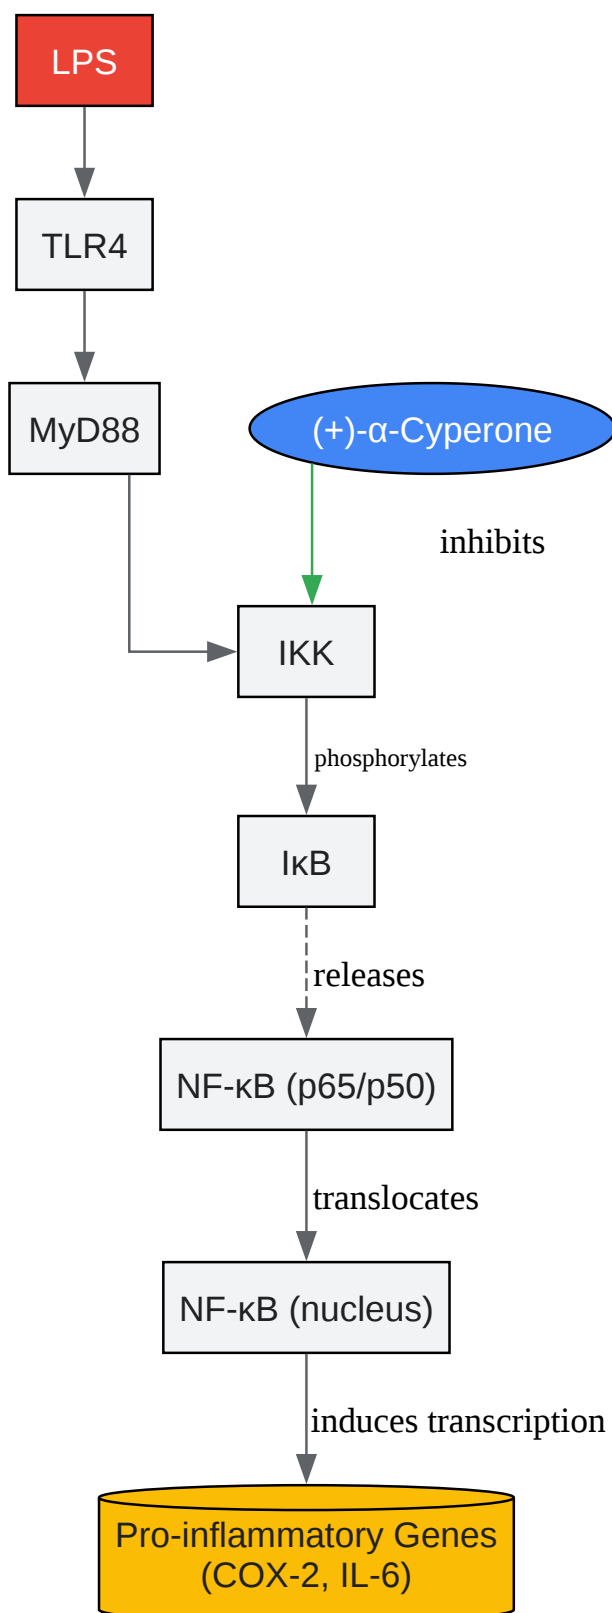 LPS
TLR4
MyD88
(+)-α-Cyperone
inhibits
IKK
phosphorylates
IκB
releases
NF-κB (p65/p50)
translocates
NF-κB (nucleus)
induces transcription
Pro-inflammatory Genes
(COX-2, IL-6)